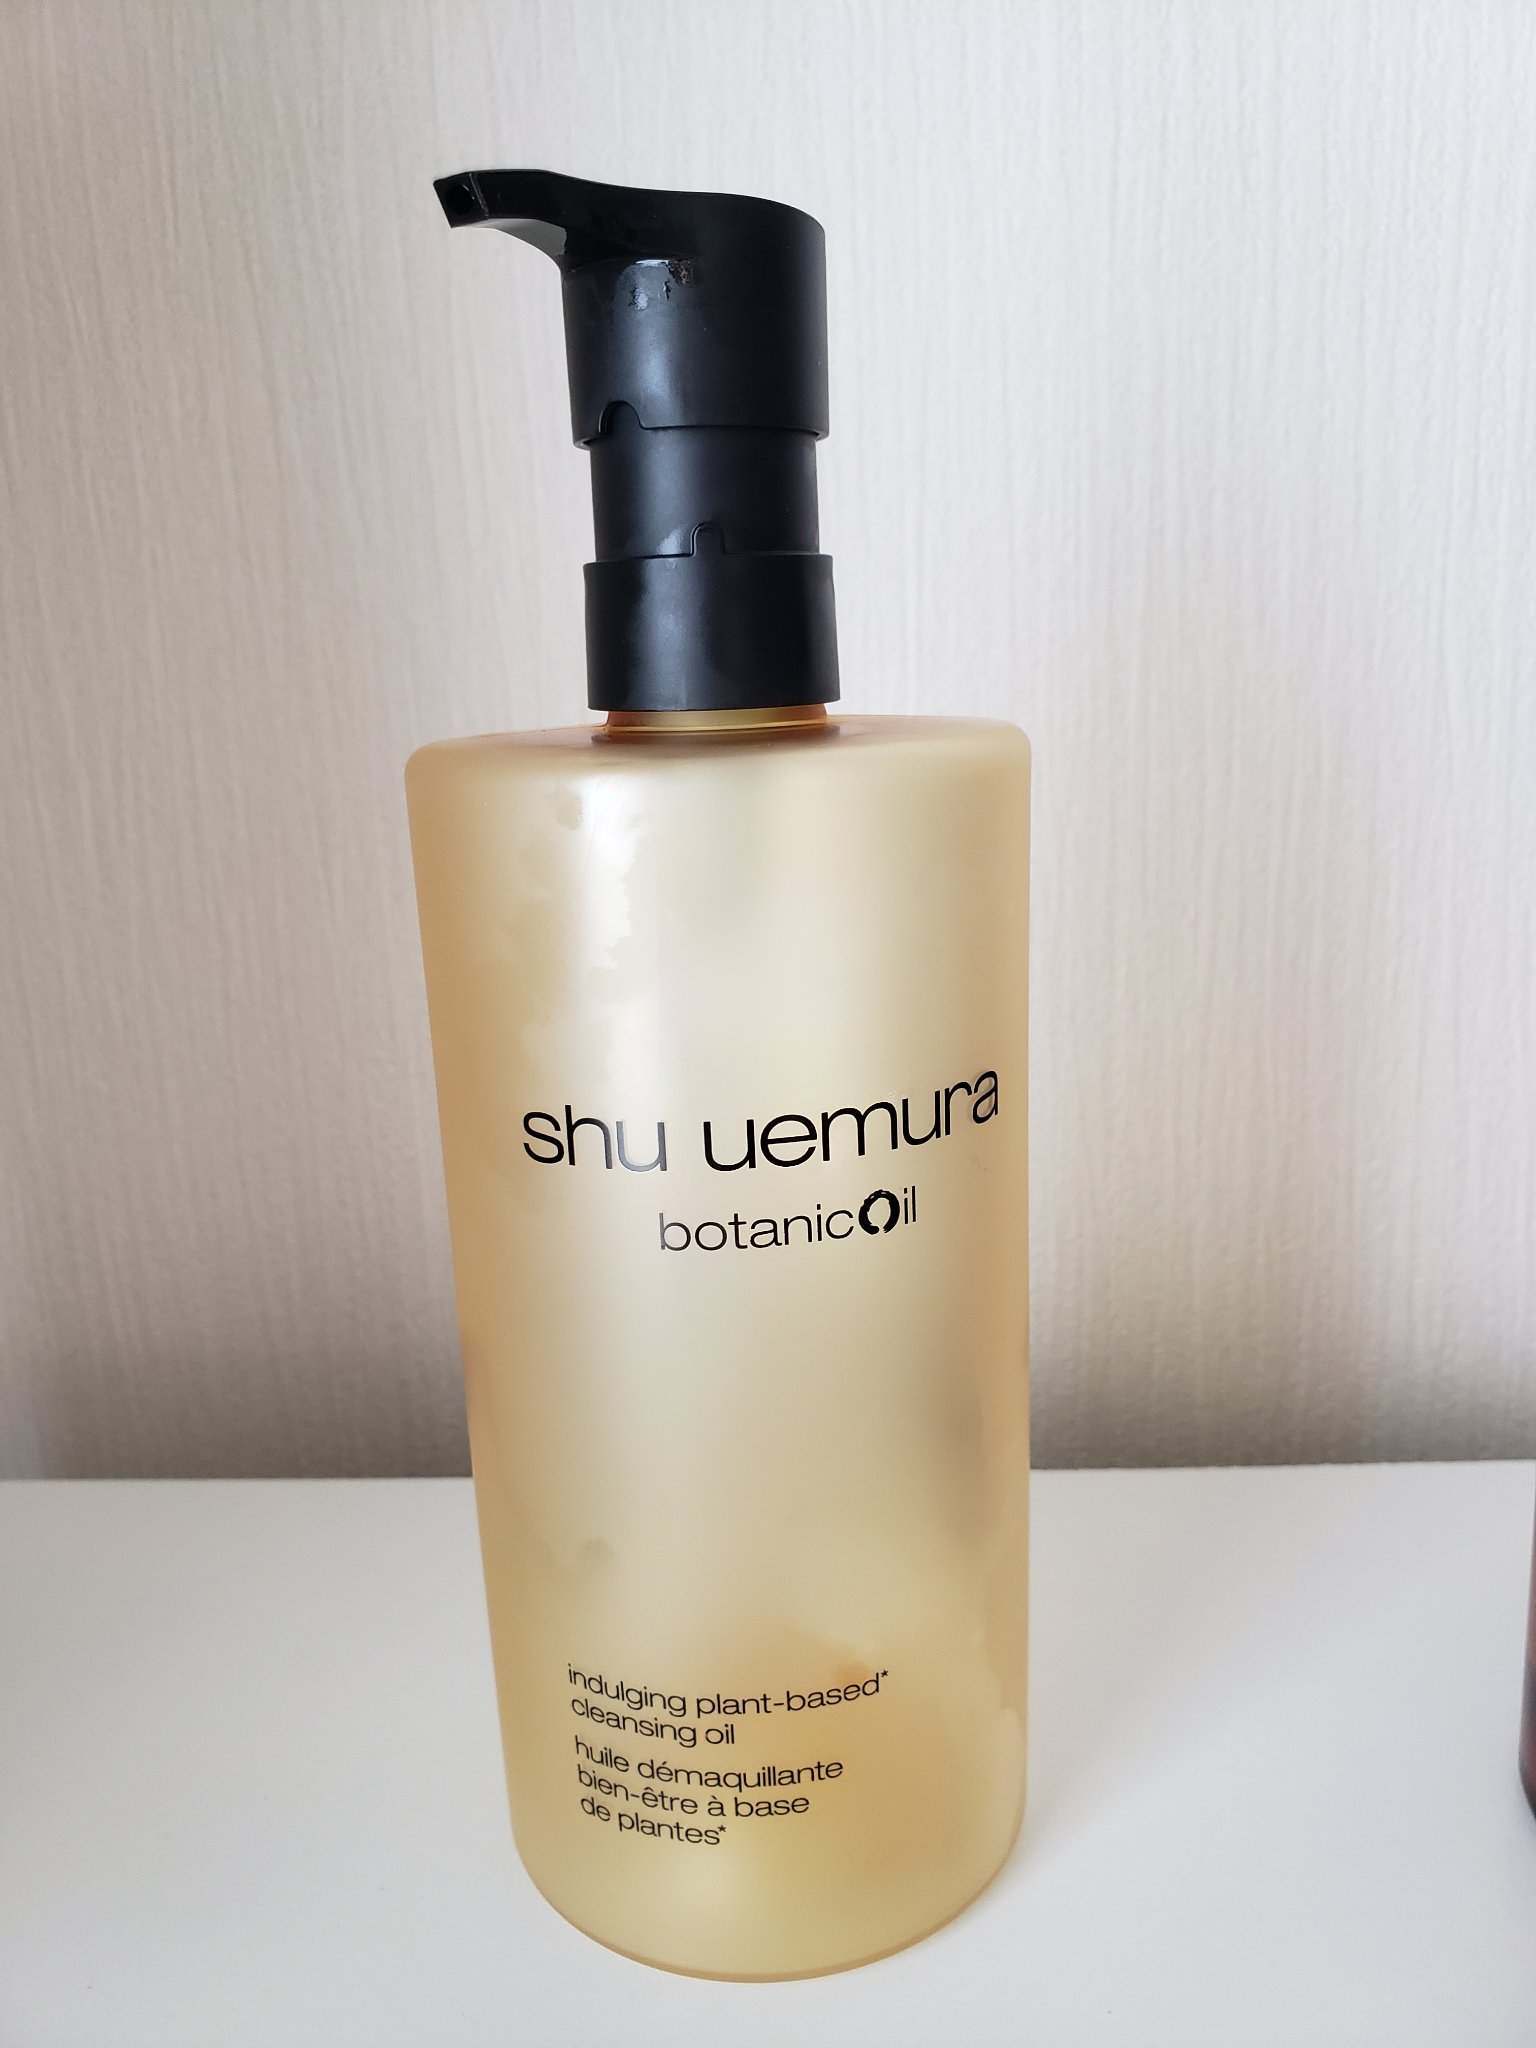 shu uemura
botanicOil
indulging plant-based*
cleansing oil
huile démaquillante
bien-être à base
de plantes*